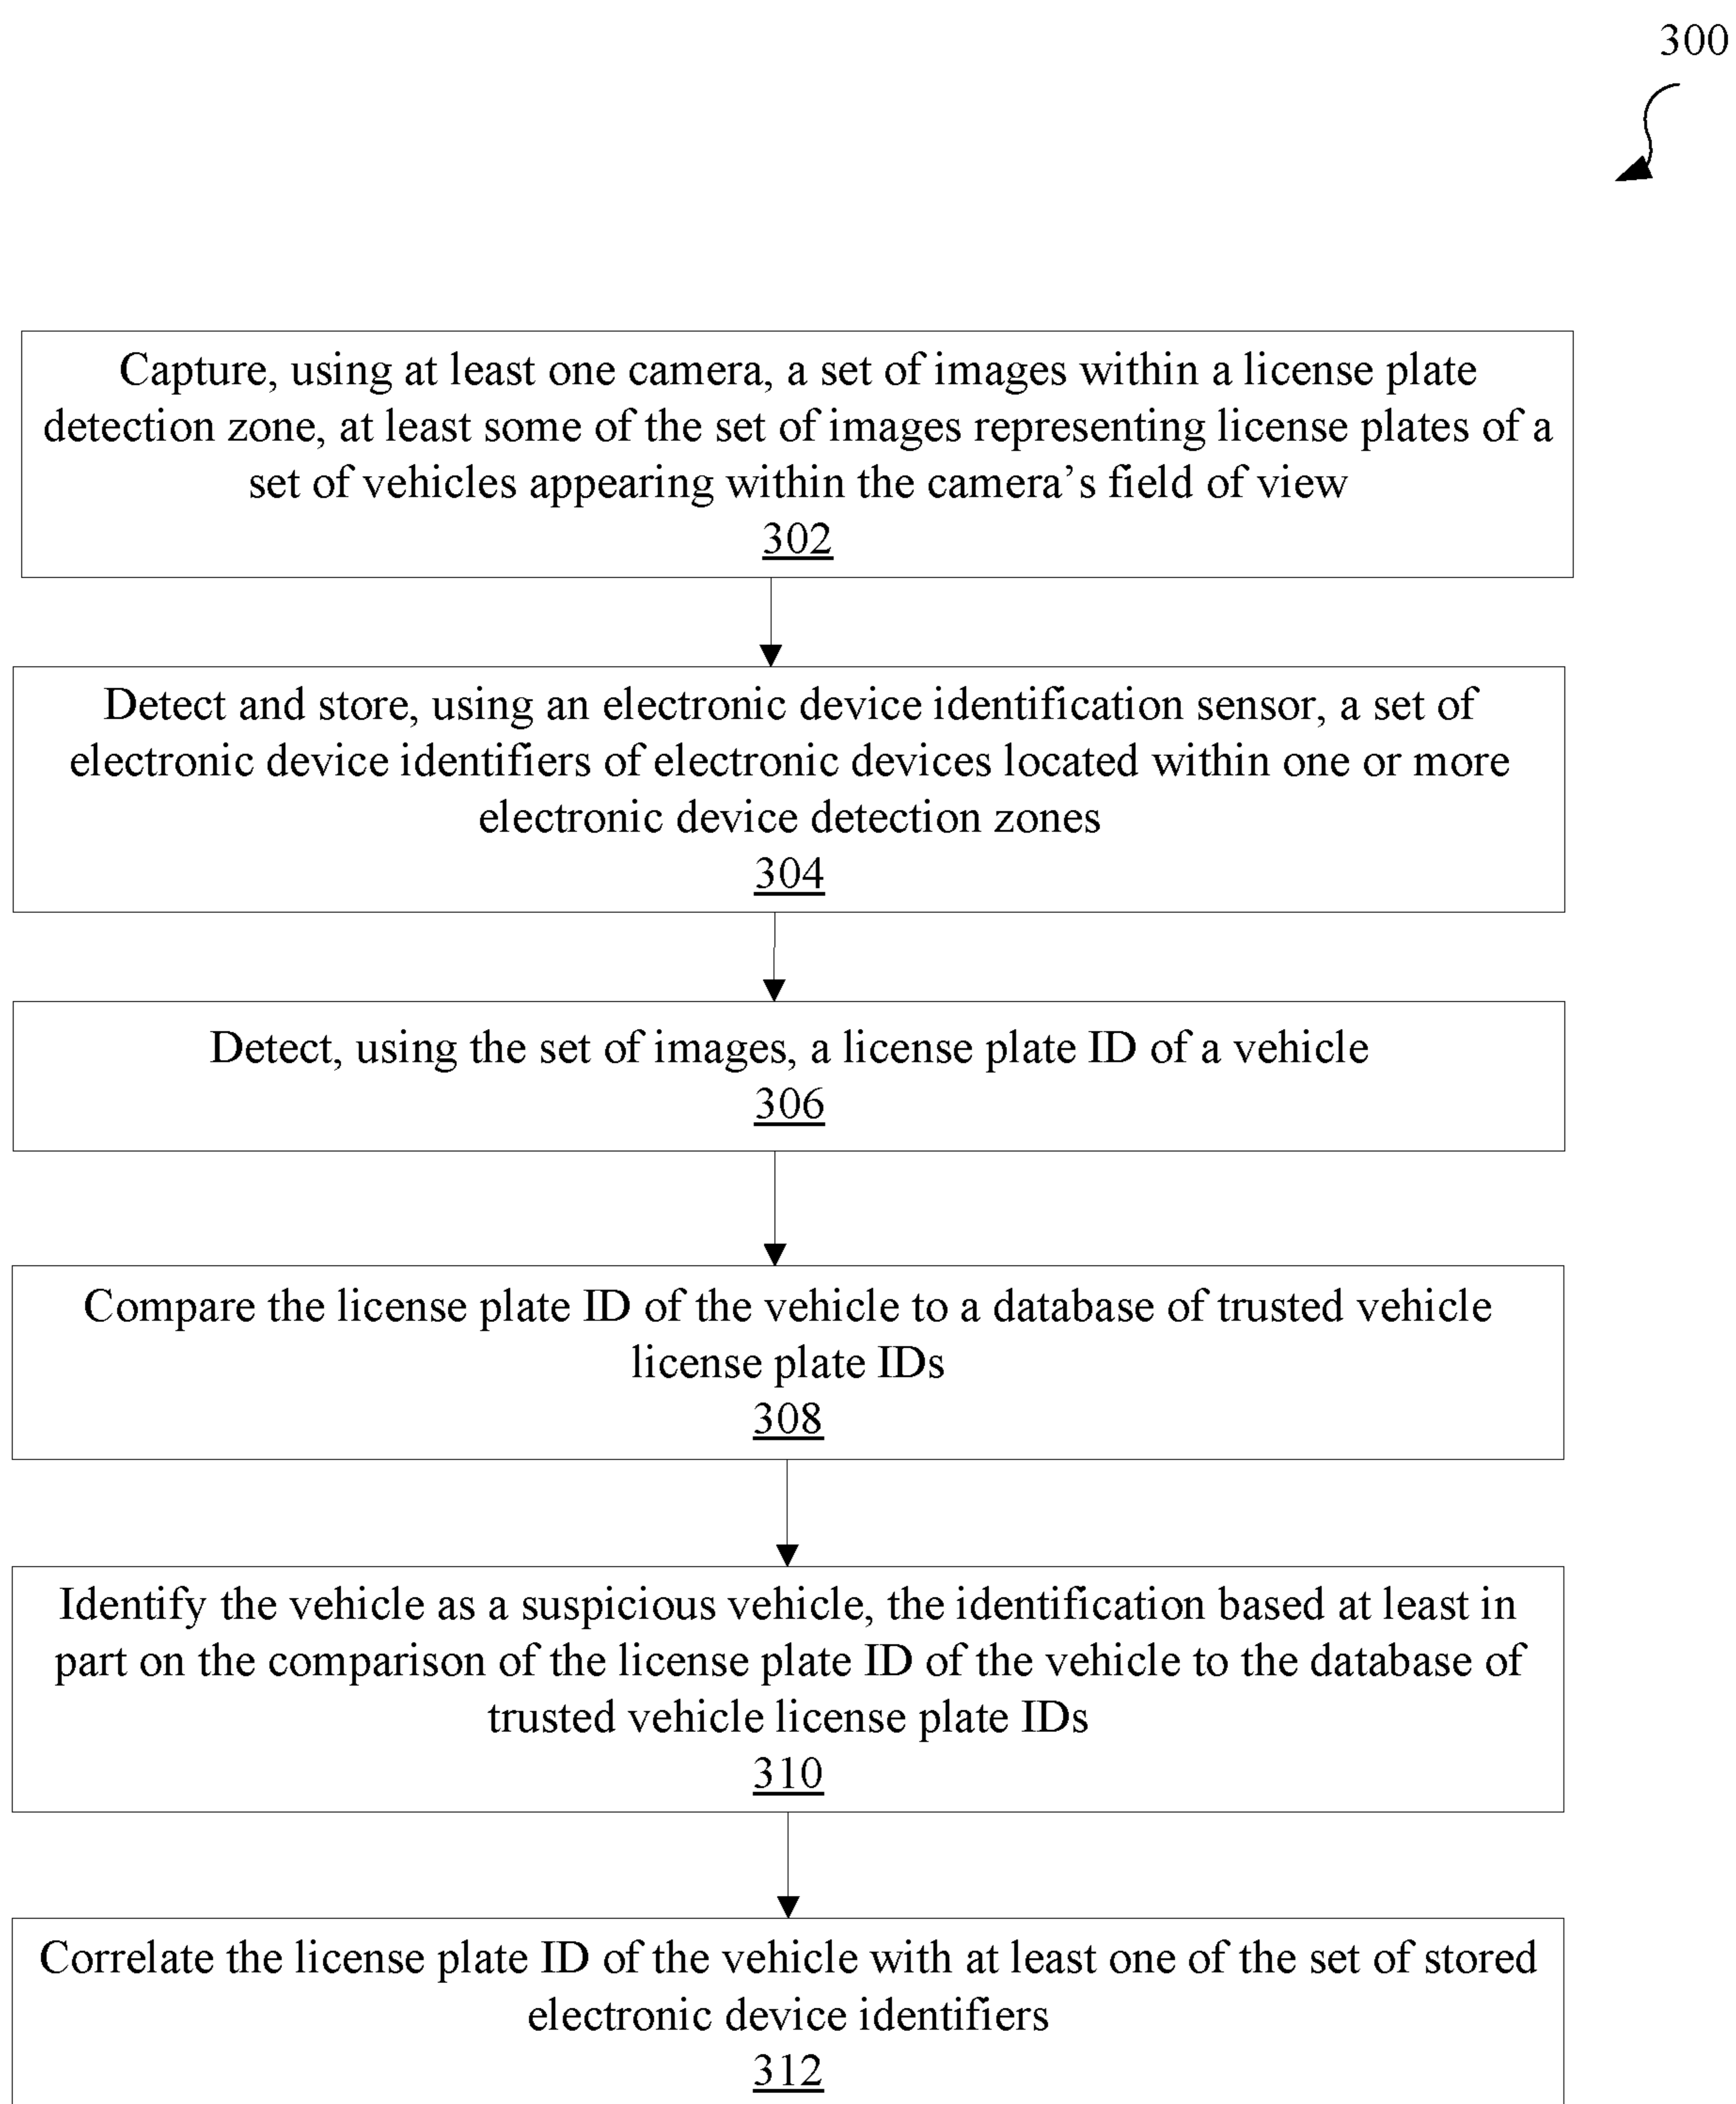 300
Capture, using at least one camera, a set of images within a license plate
detection zone, at least some of the set of images representing license plates of a
set of vehicles appearing within the camera’s field of view
302
Detect and store, using an electronic device identification sensor, a set of
electronic device identifiers of electronic devices located within one or more
electronic device detection zones
304
Detect, using the set of images, a license plate ID of a vehicle
306
Compare the license plate ID of the vehicle to a database of trusted vehicle
license plate IDs
308
Identify the vehicle as a suspicious vehicle, the identification based at least in
part on the comparison of the license plate ID of the vehicle to the database of
trusted vehicle license plate IDs
310
Correlate the license plate ID of the vehicle with at least one of the set of stored
electronic device identifiers
312